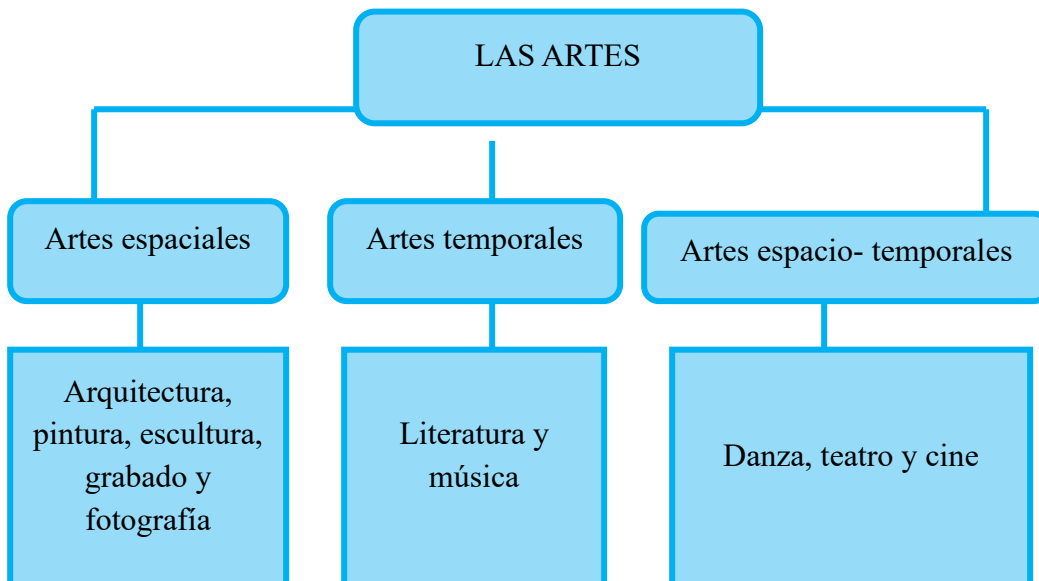 LAS ARTES
Artes espaciales
Artes temporales
Artes espacio- temporales
Arquitectura,
pintura, escultura,
grabado y
fotografía
Literatura y
música
Danza, teatro y cine